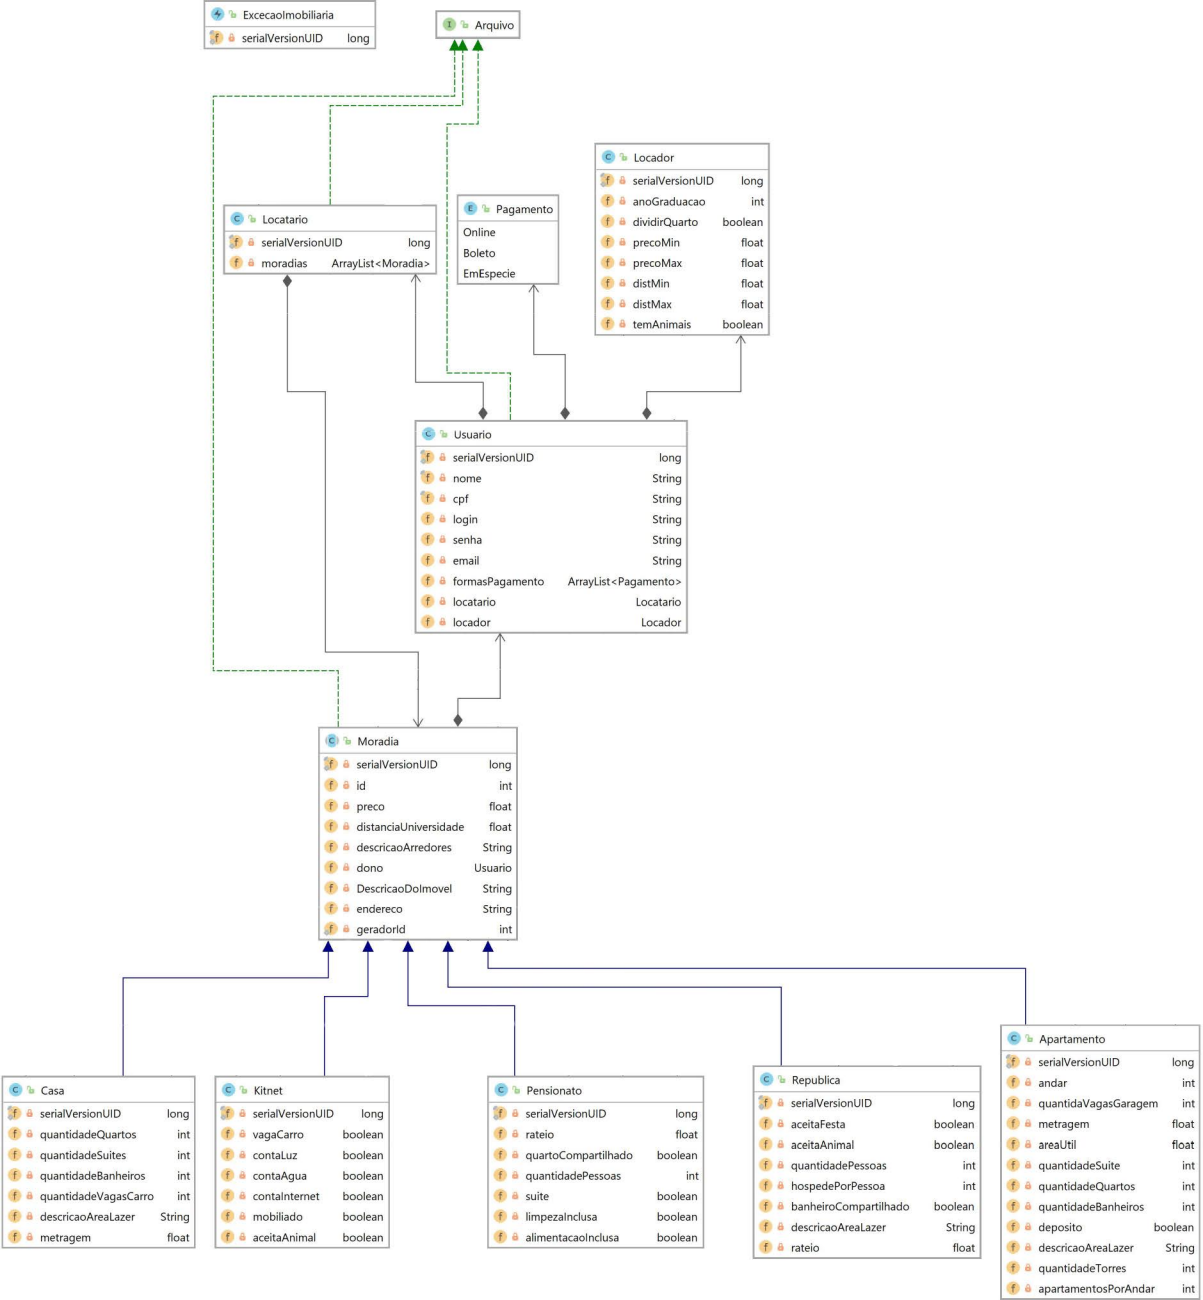 ExcecaoImobiliaria
serialVersionUID long
Arquivo
Locador
serialVersionUID long
anoGraduacao int
dividirQuarto boolean
precoMin float
precoMax float
distMin float
distMax float
temAnimais boolean
Locatario
serialVersionUID long
moradias ArrayList<Moradia>
Pagamento
Online
Boleto
EmEspecie
Usuario
serialVersionUID long
nome String
cpf String
login String
senha String
email String
formasPagamento ArrayList<Pagamento>
locatario Locatario
locador Locador
Moradia
serialVersionUID long
id int
preco float
distanciaUniversidade float
descricaoArredores String
dono Usuario
DescricaoDoImovel String
endereco String
geradorId int
Casa
serialVersionUID long
quantidadeQuartos int
quantidadeSuites int
quantidadeBanheiros int
quantidadeVagasCarro int
descricaoAreaLazer String
metragem float
Kitnet
serialVersionUID long
vagaCarro boolean
contaLuz boolean
contaAgua boolean
contaInternet boolean
mobiliado boolean
aceitaAnimal boolean
Pensionato
serialVersionUID long
rateio float
quartoCompartilhado boolean
quantidadePessoas int
suite boolean
limpezaInclusa boolean
alimentacaoInclusa boolean
Republica
serialVersionUID long
aceitaFesta boolean
aceitaAnimal boolean
quantidadePessoas int
hospedePorPessoa int
banheiroCompartilhado boolean
descricaoAreaLazer String
rateio float
Apartamento
serialVersionUID long
andar int
quantidaVagasGaragem int
metragem float
areaUtil float
quantidadeSuite int
quantidadeQuartos int
quantidadeBanheiros int
deposito boolean
descricaoAreaLazer String
quantidadeTorres int
apartamentosPorAndar int